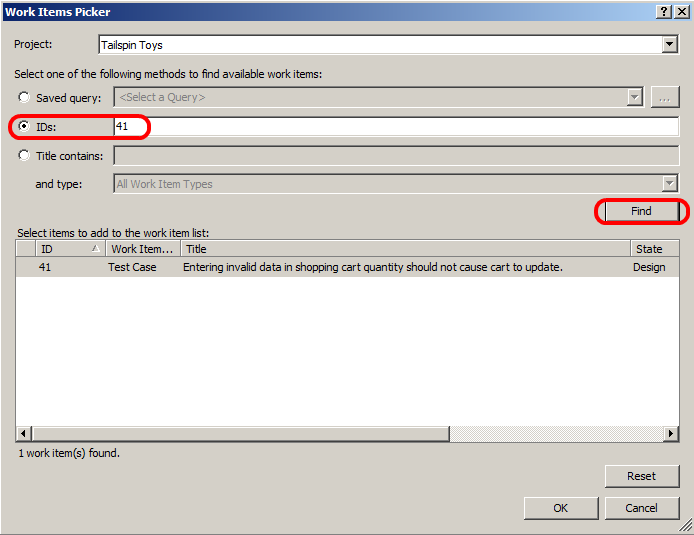 Work Items Picker
Project: Tailspin Toys
Select one of the following methods to find available work items:
Saved query: <Select a Query> ...
IDs: 41
Title contains:
and type: All Work Item Types
Find
Select items to add to the work item list:
ID Work Item... Title State
41 Test Case Entering invalid data in shopping cart quantity should not cause cart to update. Design
1 work item(s) found.
Reset
OK Cancel